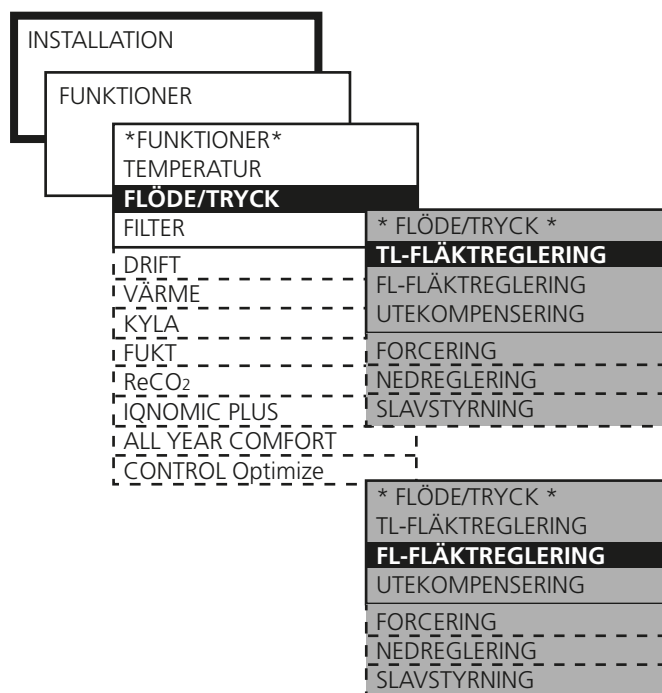 INSTALLATION
FUNKTIONER
*FUNKTIONER*
TEMPERATUR
FLÖDE/TRYCK
FILTER
DRIFT
VÄRME
KYLA
FUKT
ReCO₂
IQNOMIC PLUS
ALL YEAR COMFORT
CONTROL Optimize
* FLÖDE/TRYCK *
TL-FLÄKTREGLERING
FL-FLÄKTREGLERING
UTEKOMPENSERING
FORCERING
NEDREGLERING
SLAVSTYRNING
* FLÖDE/TRYCK *
TL-FLÄKTREGLERING
FL-FLÄKTREGLERING
UTEKOMPENSERING
FORCERING
NEDREGLERING
SLAVSTYRNING